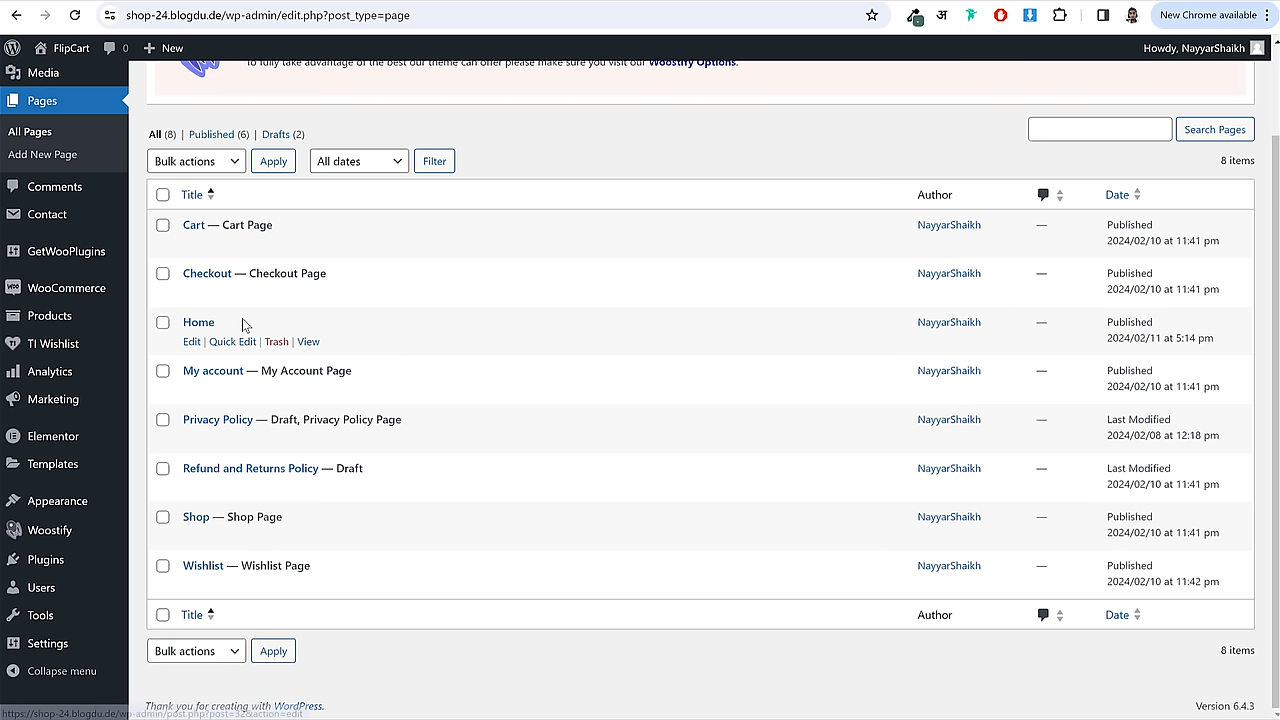 shop-24.blogdu.de/wp-admin/edit.php?post_type=page
अ
New Chrome available
FlipCart 0 New
Howdy, NayyarShaikh
To fully take advantage of the best our theme can offer please make sure you visit our Woostify Options.
Media
Pages
All Pages
Add New Page
Comments
Contact
GetWooPlugins
WooCommerce
Products
TI Wishlist
Analytics
Marketing
Elementor
Templates
Appearance
Woostify
Plugins
Users
Tools
Settings
Collapse menu
All (8) | Published (6) | Drafts (2)
Search Pages
Bulk actions Apply All dates Filter
8 items
Title Author Date
Cart — Cart Page NayyarShaikh — Published
2024/02/10 at 11:41 pm
Checkout — Checkout Page NayyarShaikh — Published
2024/02/10 at 11:41 pm
Home NayyarShaikh — Published
Edit | Quick Edit | Trash | View 2024/02/11 at 5:14 pm
My account — My Account Page NayyarShaikh — Published
2024/02/10 at 11:41 pm
Privacy Policy — Draft, Privacy Policy Page NayyarShaikh — Last Modified
2024/02/08 at 12:18 pm
Refund and Returns Policy — Draft NayyarShaikh — Last Modified
2024/02/10 at 11:41 pm
Shop — Shop Page NayyarShaikh — Published
2024/02/10 at 11:41 pm
Wishlist — Wishlist Page NayyarShaikh — Published
2024/02/10 at 11:42 pm
Title Author Date
Bulk actions Apply
8 items
Thank you for creating with WordPress.
Version 6.4.3
https://shop-24.blogdu.de/wp-admin/post.php?post=32&action=edit